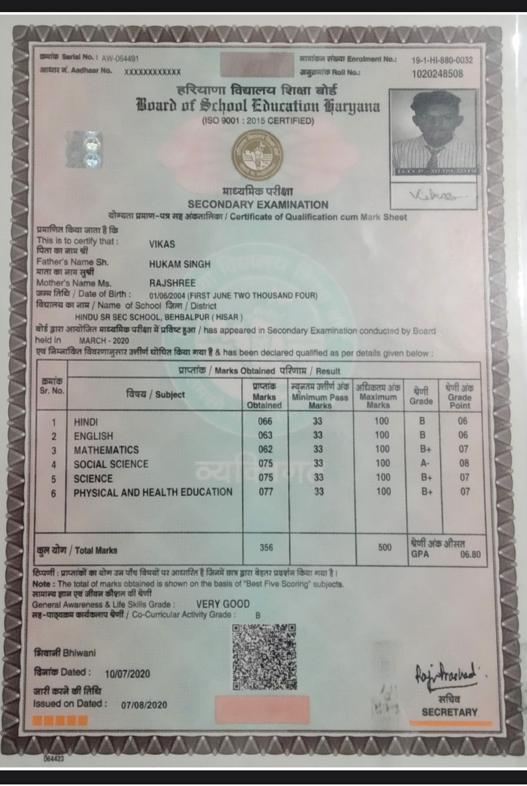 क्रमांक Serial No. : AW-064491
नामांकन संख्या Enrolment No.: 19-1-HI-880-0032
आधार नं. Aadhaar No. XXXXXXXXXXXX
अनुक्रमांक Roll No.: 1020248508
हरियाणा विद्यालय शिक्षा बोर्ड
Board of School Education Haryana
(ISO 9001 : 2015 CERTIFIED)
माध्यमिक परीक्षा
SECONDARY EXAMINATION
योग्यता प्रमाण-पत्र सह अंकतालिका / Certificate of Qualification cum Mark Sheet
प्रमाणित किया जाता है कि
This is to certify that : VIKAS
पिता का नाम श्री
Father's Name Sh. HUKAM SINGH
माता का नाम सुश्री
Mother's Name Ms. RAJSHREE
जन्म तिथि / Date of Birth : 01/06/2004 (FIRST JUNE TWO THOUSAND FOUR)
विद्यालय का नाम / Name of School जिला / District
HINDU SR SEC SCHOOL, BEHBALPUR ( HISAR )
बोर्ड द्वारा आयोजित माध्यमिक परीक्षा में प्रविष्ट हुआ / has appeared in Secondary Examination conducted by Board
held in MARCH - 2020
एवं निम्नांकित विवरणानुसार उत्तीर्ण घोषित किया गया है & has been declared qualified as per details given below :
प्राप्तांक / Marks Obtained परिणाम / Result
क्रमांक Sr. No. विषय / Subject प्राप्तांक Marks Obtained न्यूनतम उत्तीर्ण अंक Minimum Pass Marks अधिकतम अंक Maximum Marks श्रेणी Grade श्रेणी अंक Grade Point
1 HINDI 066 33 100 B 06
2 ENGLISH 063 33 100 B 06
3 MATHEMATICS 062 33 100 B+ 07
4 SOCIAL SCIENCE 075 33 100 A- 08
5 SCIENCE 075 33 100 B+ 07
6 PHYSICAL AND HEALTH EDUCATION 077 33 100 B+ 07
कुल योग / Total Marks 356 500 श्रेणी अंक औसत GPA 06.80
टिप्पणी : प्राप्तांकों का योग उन पाँच विषयों पर आधारित है जिनमें छात्र द्वारा बेहतर प्रदर्शन किया गया है।
Note : The total of marks obtained is shown on the basis of "Best Five Scoring" subjects.
सामान्य ज्ञान एवं जीवन कौशल की श्रेणी
General Awareness & Life Skills Grade : VERY GOOD
सह-पाठ्यक्रम कार्यकलाप श्रेणी / Co-Curricular Activity Grade : B
भिवानी Bhiwani
दिनांक Dated : 10/07/2020
जारी करने की तिथि
Issued on Dated : 07/08/2020
सचिव
SECRETARY
064423